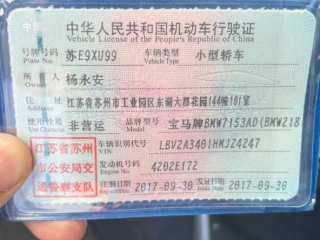 中华人民共和国机动车行驶证
Vehicle License of the People's Republic of China
号牌号码 苏E9XU99 车辆类型 小型轿车
Plate No. Vehicle Type
所有人 杨永安
Owner
住址 江苏省苏州市工业园区东湖大郡花园144幢101室
Address
使用性质 非营运 品牌型号 宝马牌BMW7153AD(BMW218
Use Character
车辆识别代号 LBV2A3401HMJ24247
VIN
江苏省苏州
市公安局交
通警察支队
发动机号码 4202E172
Engine No.
注册日期 2017-09-30 发证日期 2017-09-30